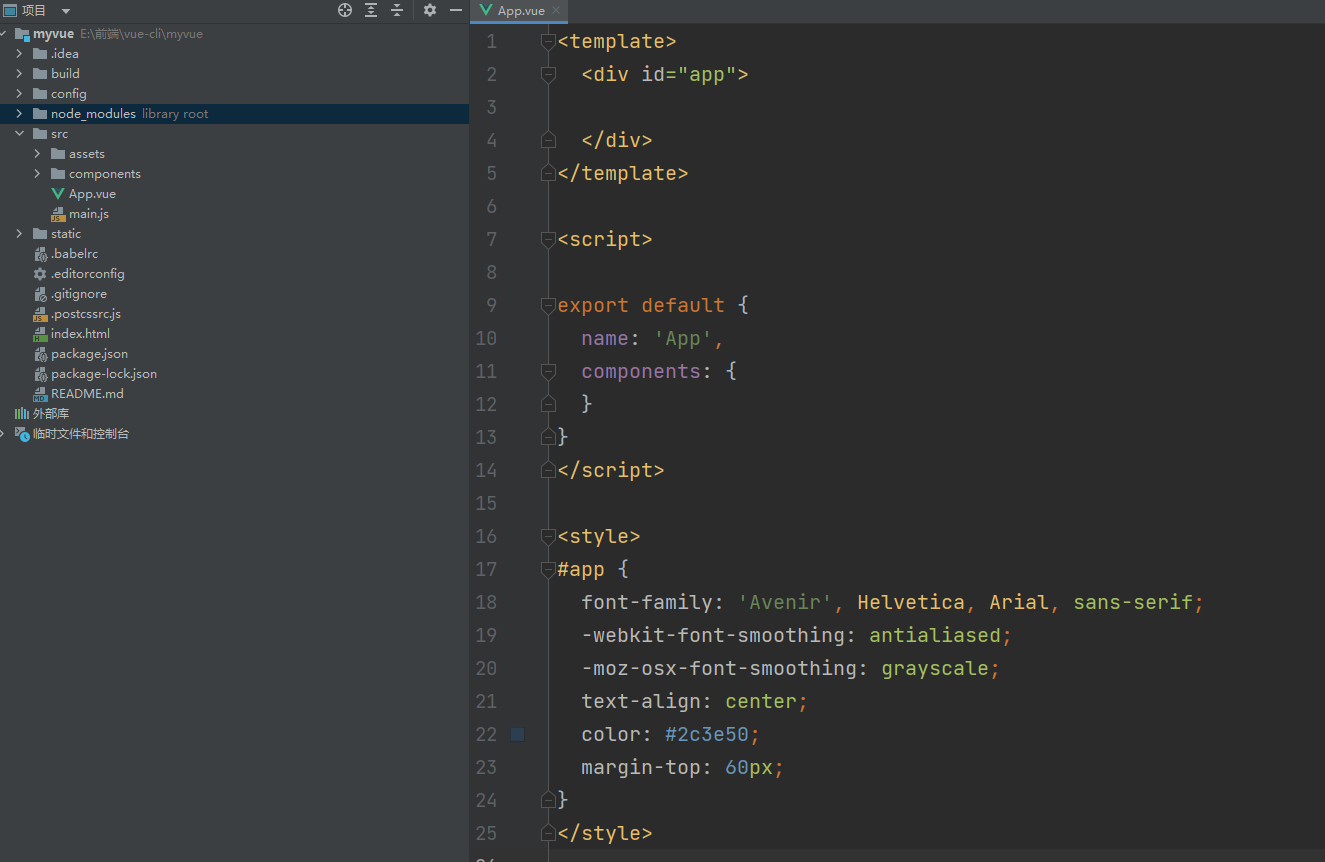 项目
myvue E:\前端\vue-cli\myvue
.idea
build
config
node_modules library root
src
assets
components
App.vue
main.js
static
.babelrc
.editorconfig
.gitignore
.postcssrc.js
index.html
package.json
package-lock.json
README.md
外部库
临时文件和控制台
App.vue
1 <template>
2 <div id="app">
3
4 </div>
5 </template>
6
7 <script>
8
9 export default {
10 name: 'App',
11 components: {
12 }
13 }
14 </script>
15
16 <style>
17 #app {
18 font-family: 'Avenir', Helvetica, Arial, sans-serif;
19 -webkit-font-smoothing: antialiased;
20 -moz-osx-font-smoothing: grayscale;
21 text-align: center;
22 color: #2c3e50;
23 margin-top: 60px;
24 }
25 </style>